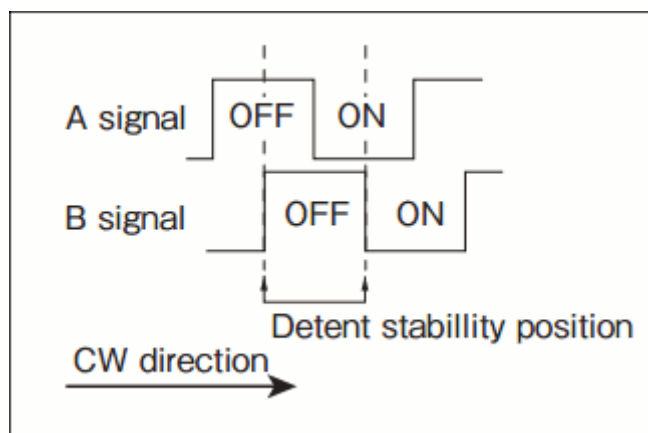 A signal OFF ON
B signal OFF ON
Detent stabillity position
CW direction